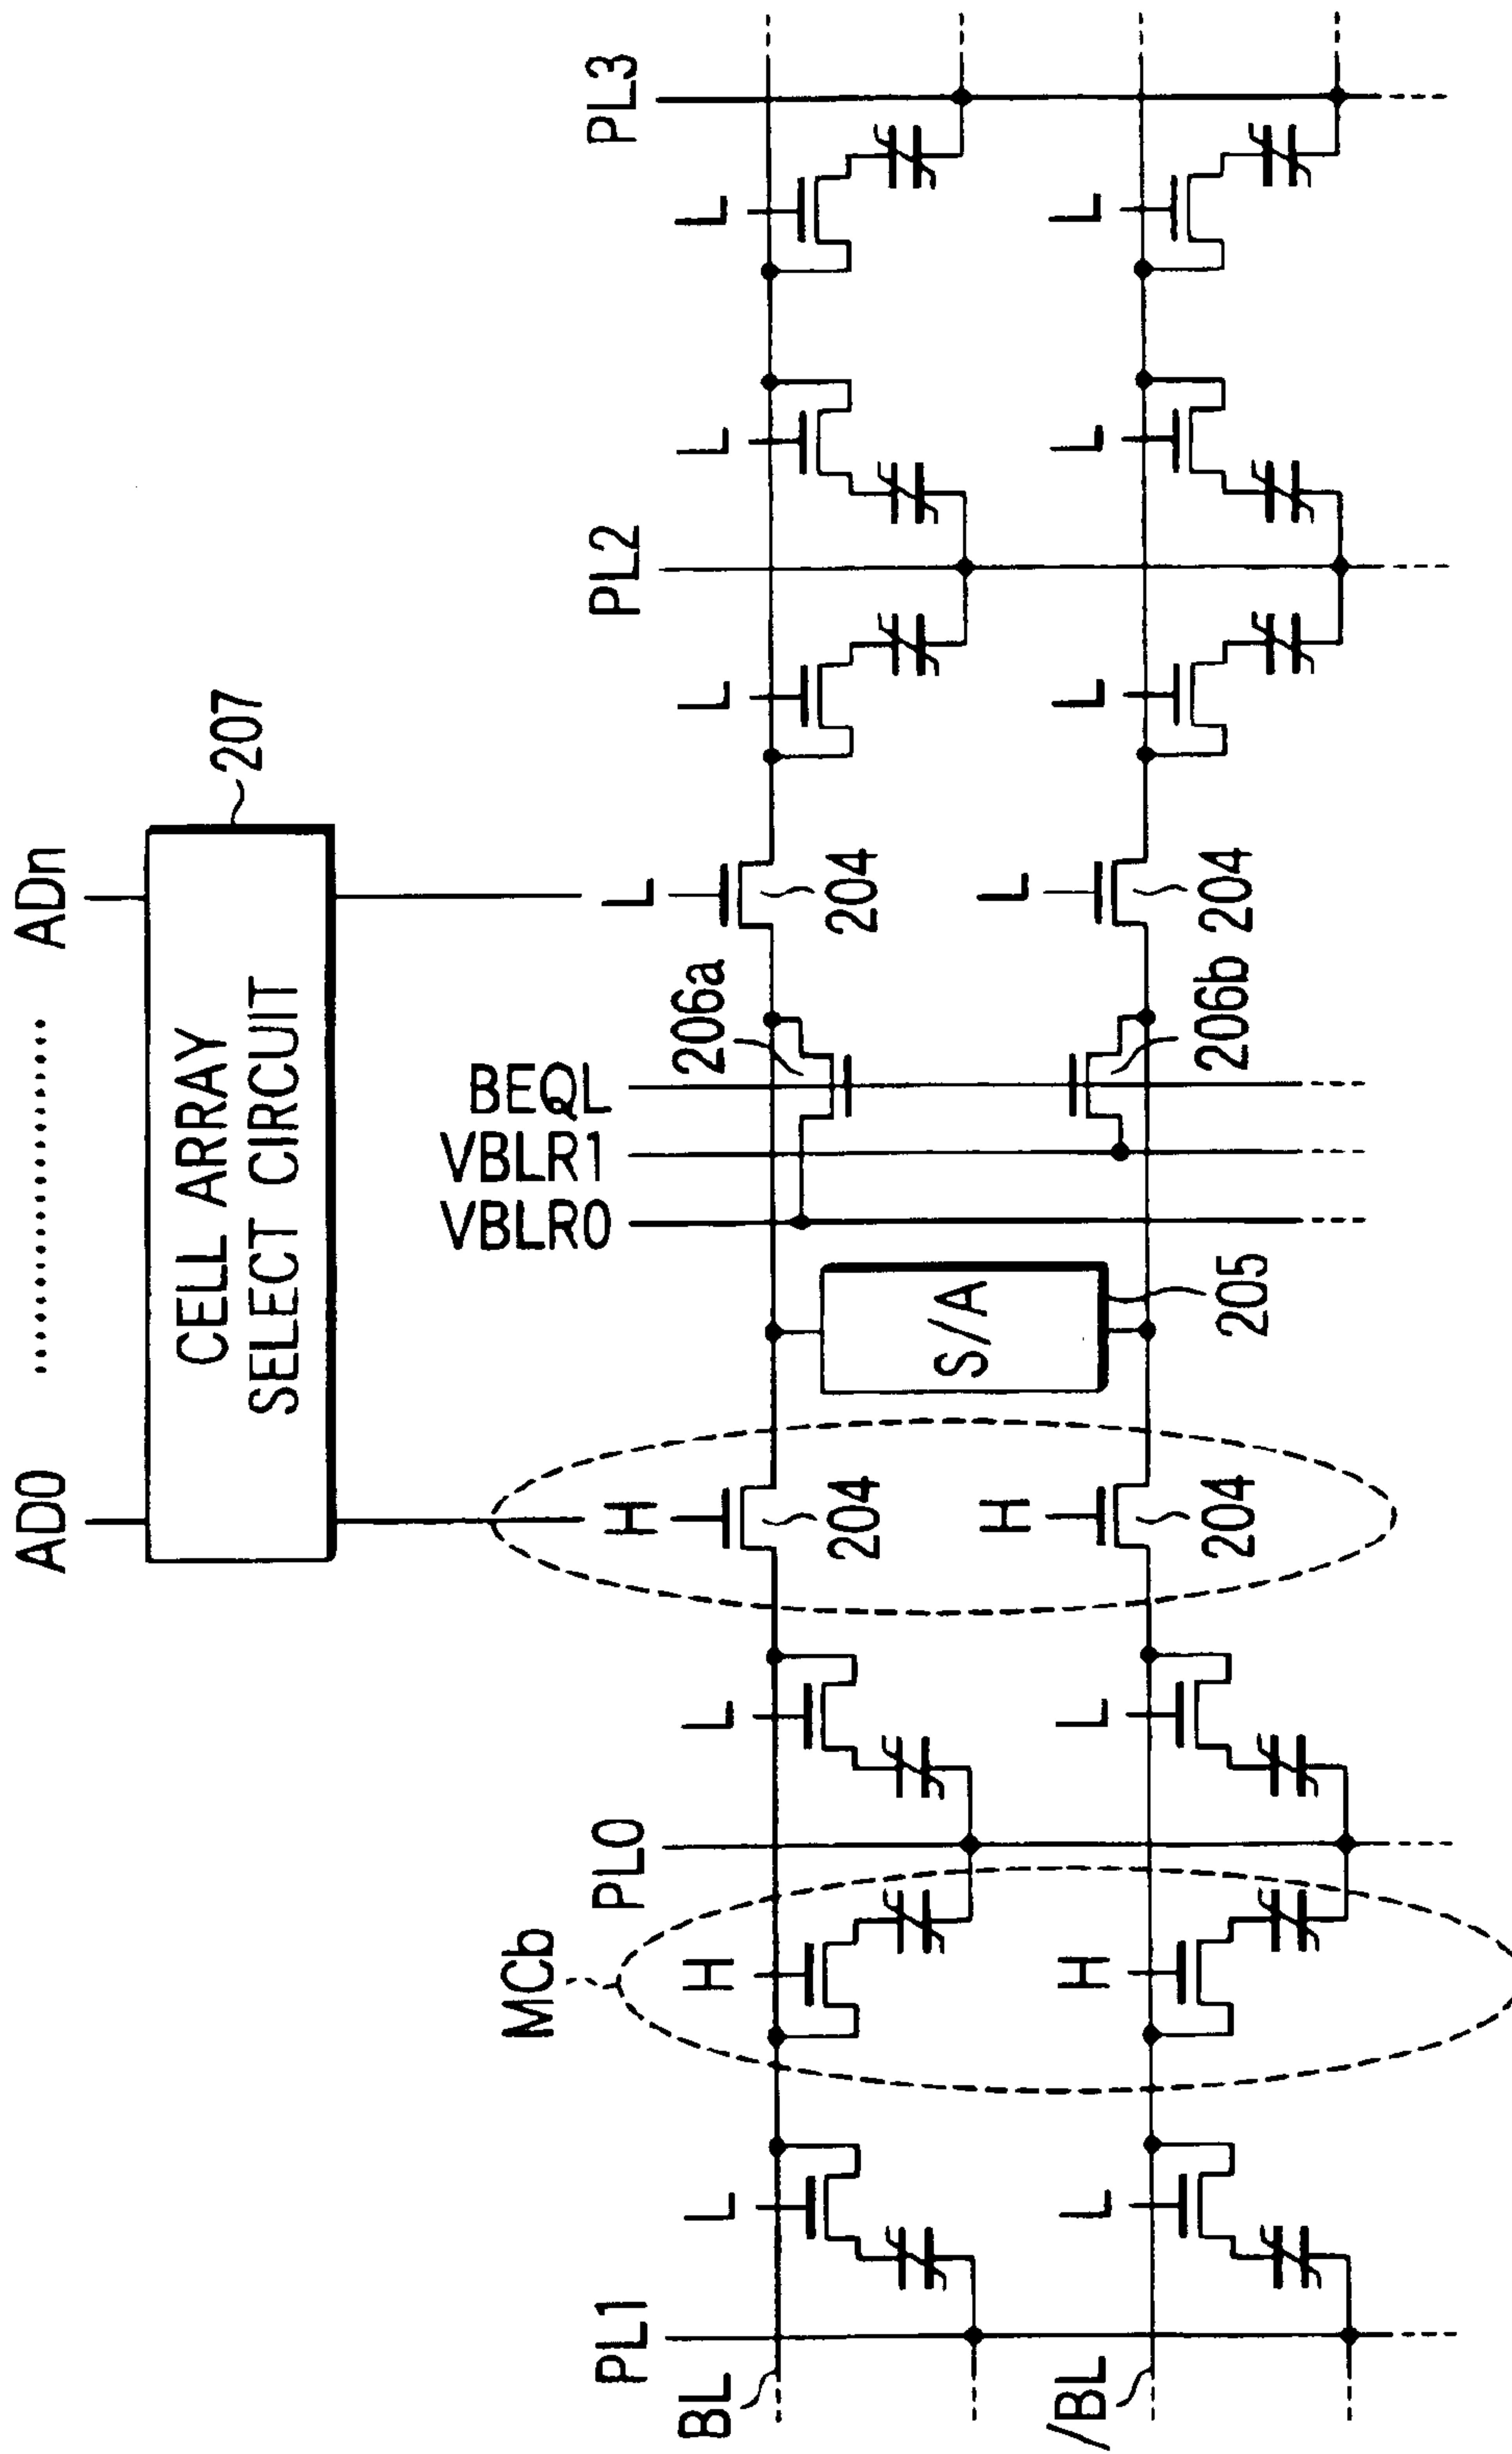 AD0 ............ ADn
CELL ARRAY
SELECT CIRCUIT
207
BEQL
VBLR1
VBLR0
MCb
PL1
PL0
PL2
PL3
BL
L
H
L
H
L
L
L
L
204
206a
204
S/A
205
/BL
L
H
L
H
L
L
L
L
204
206b
204